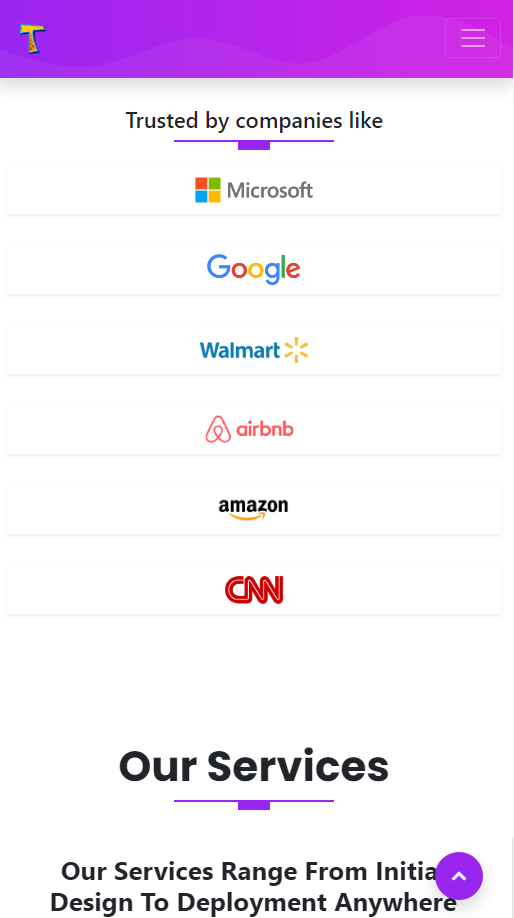 T
Trusted by companies like
Microsoft
Google
Walmart
airbnb
amazon
CNN
Our Services
Our Services Range From Initia
Design To Deployment Anywhere